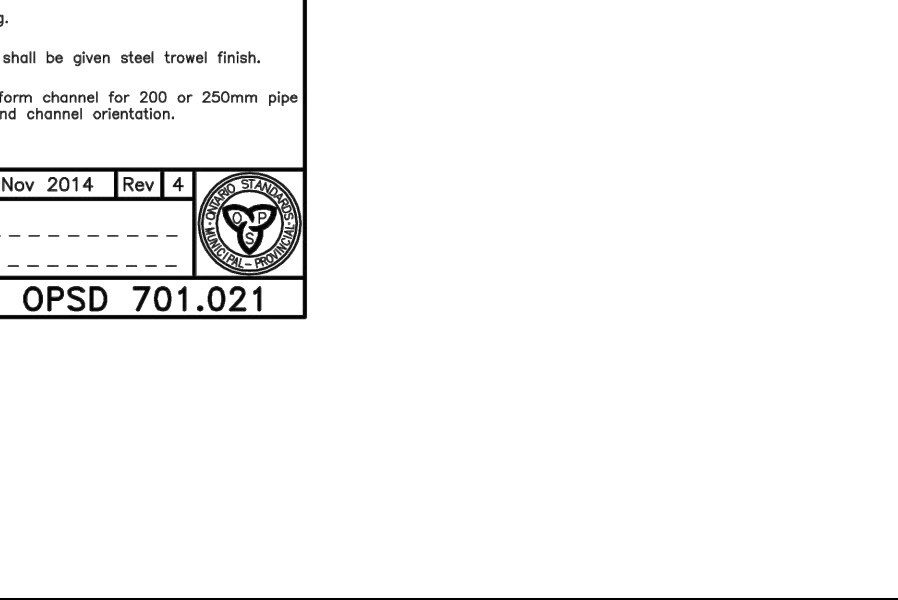 g.
shall be given steel trowel finish.
form channel for 200 or 250mm pipe
nd channel orientation.
Nov 2014 Rev 4
ONTARIO STANDARDS
MUNICIPAL - PROVINCIAL
O P
S
OPSD 701.021